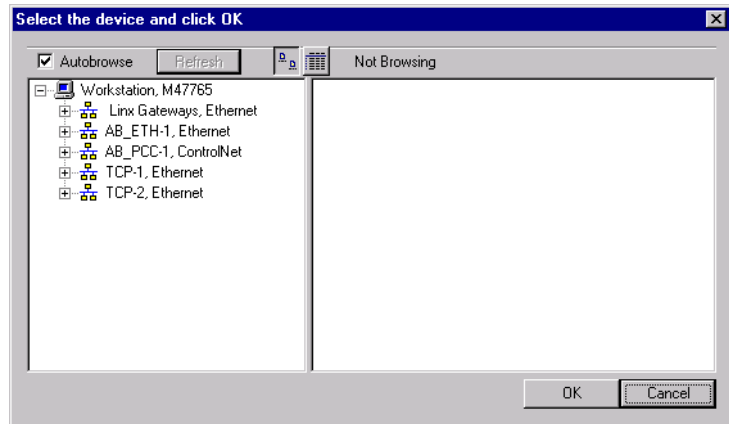 Select the device and click OK
Autobrowse Refresh Not Browsing
Workstation, M47765
Linx Gateways, Ethernet
AB_ETH-1, Ethernet
AB_PCC-1, ControlNet
TCP-1, Ethernet
TCP-2, Ethernet
OK Cancel